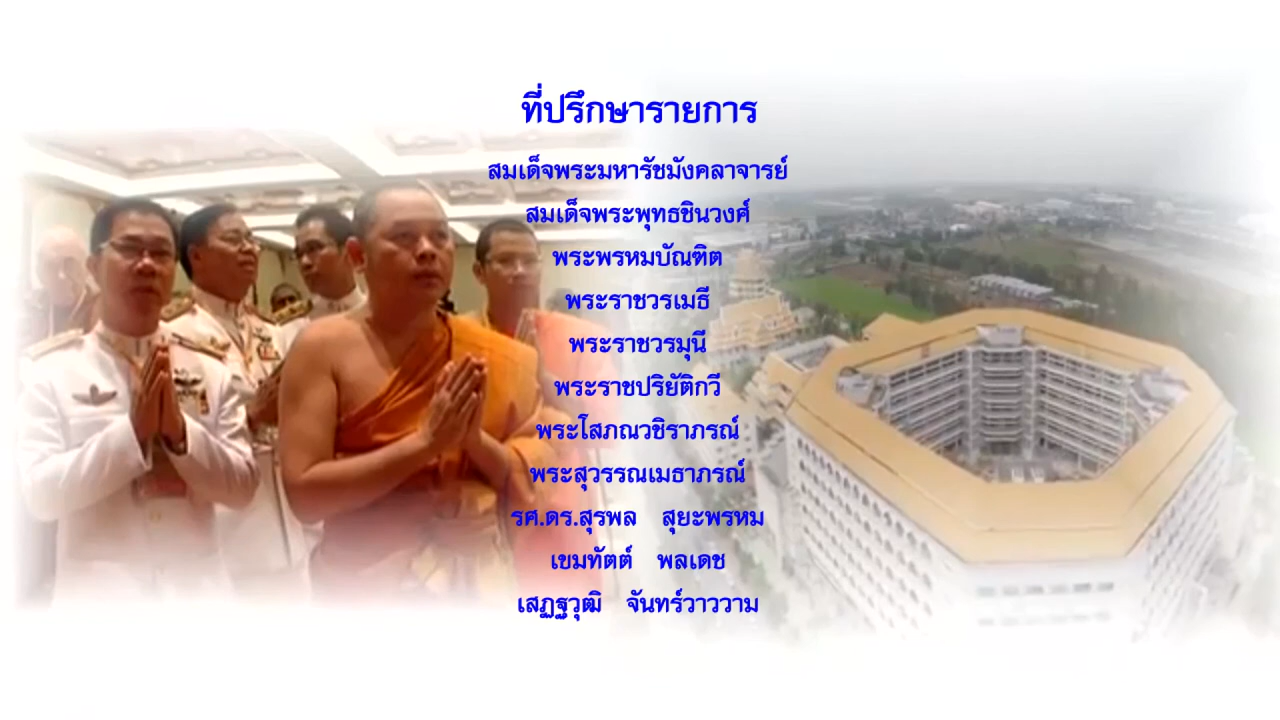 ที่ปรึกษารายการ
สมเด็จพระมหารัชมังคลาจารย์
สมเด็จพระพุทธชินวงศ์
พระพรหมบัณฑิต
พระราชวรเมธี
พระราชวรมุนี
พระราชปริยัติกวี
พระโสภณวชิราภรณ์
พระสุวรรณเมธาภรณ์
รศ.ดร.สุรพล สุยะพรหม
เขมทัตต์ พลเดช
เสฏฐวุฒิ จันทร์วาววาม